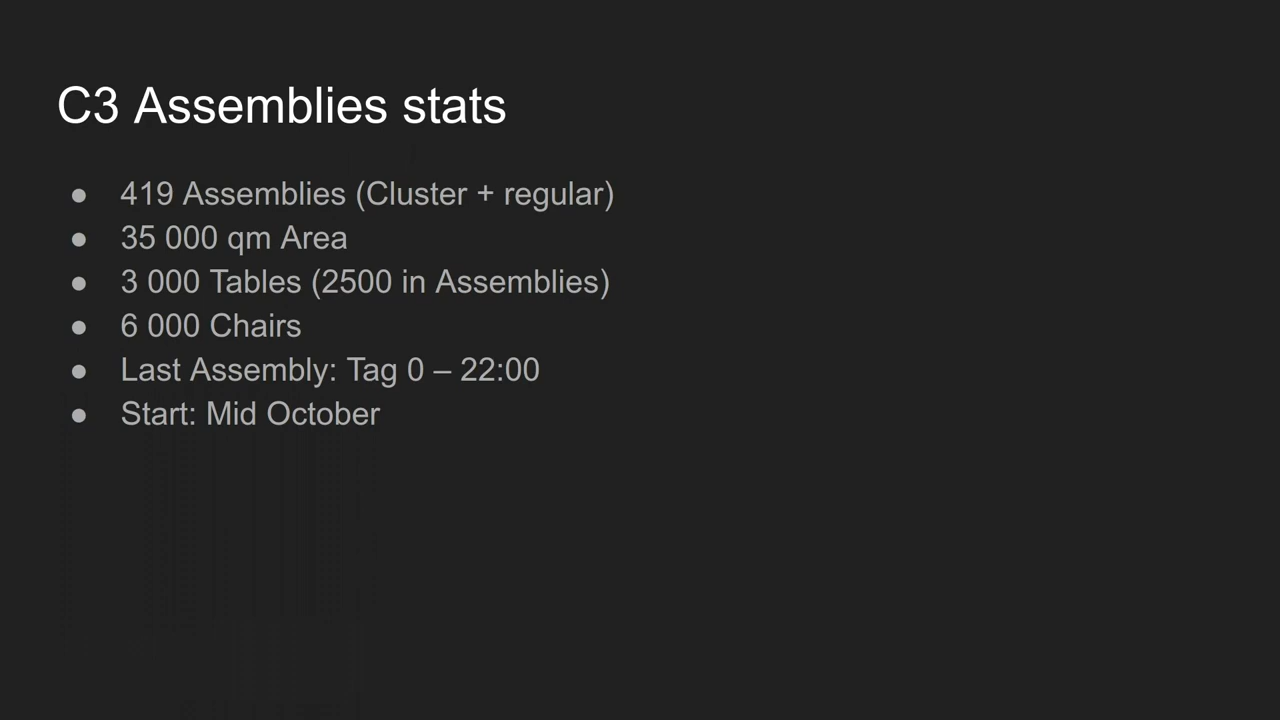 C3 Assemblies stats
● 419 Assemblies (Cluster + regular)
● 35 000 qm Area
● 3 000 Tables (2500 in Assemblies)
● 6 000 Chairs
● Last Assembly: Tag 0 – 22:00
● Start: Mid October